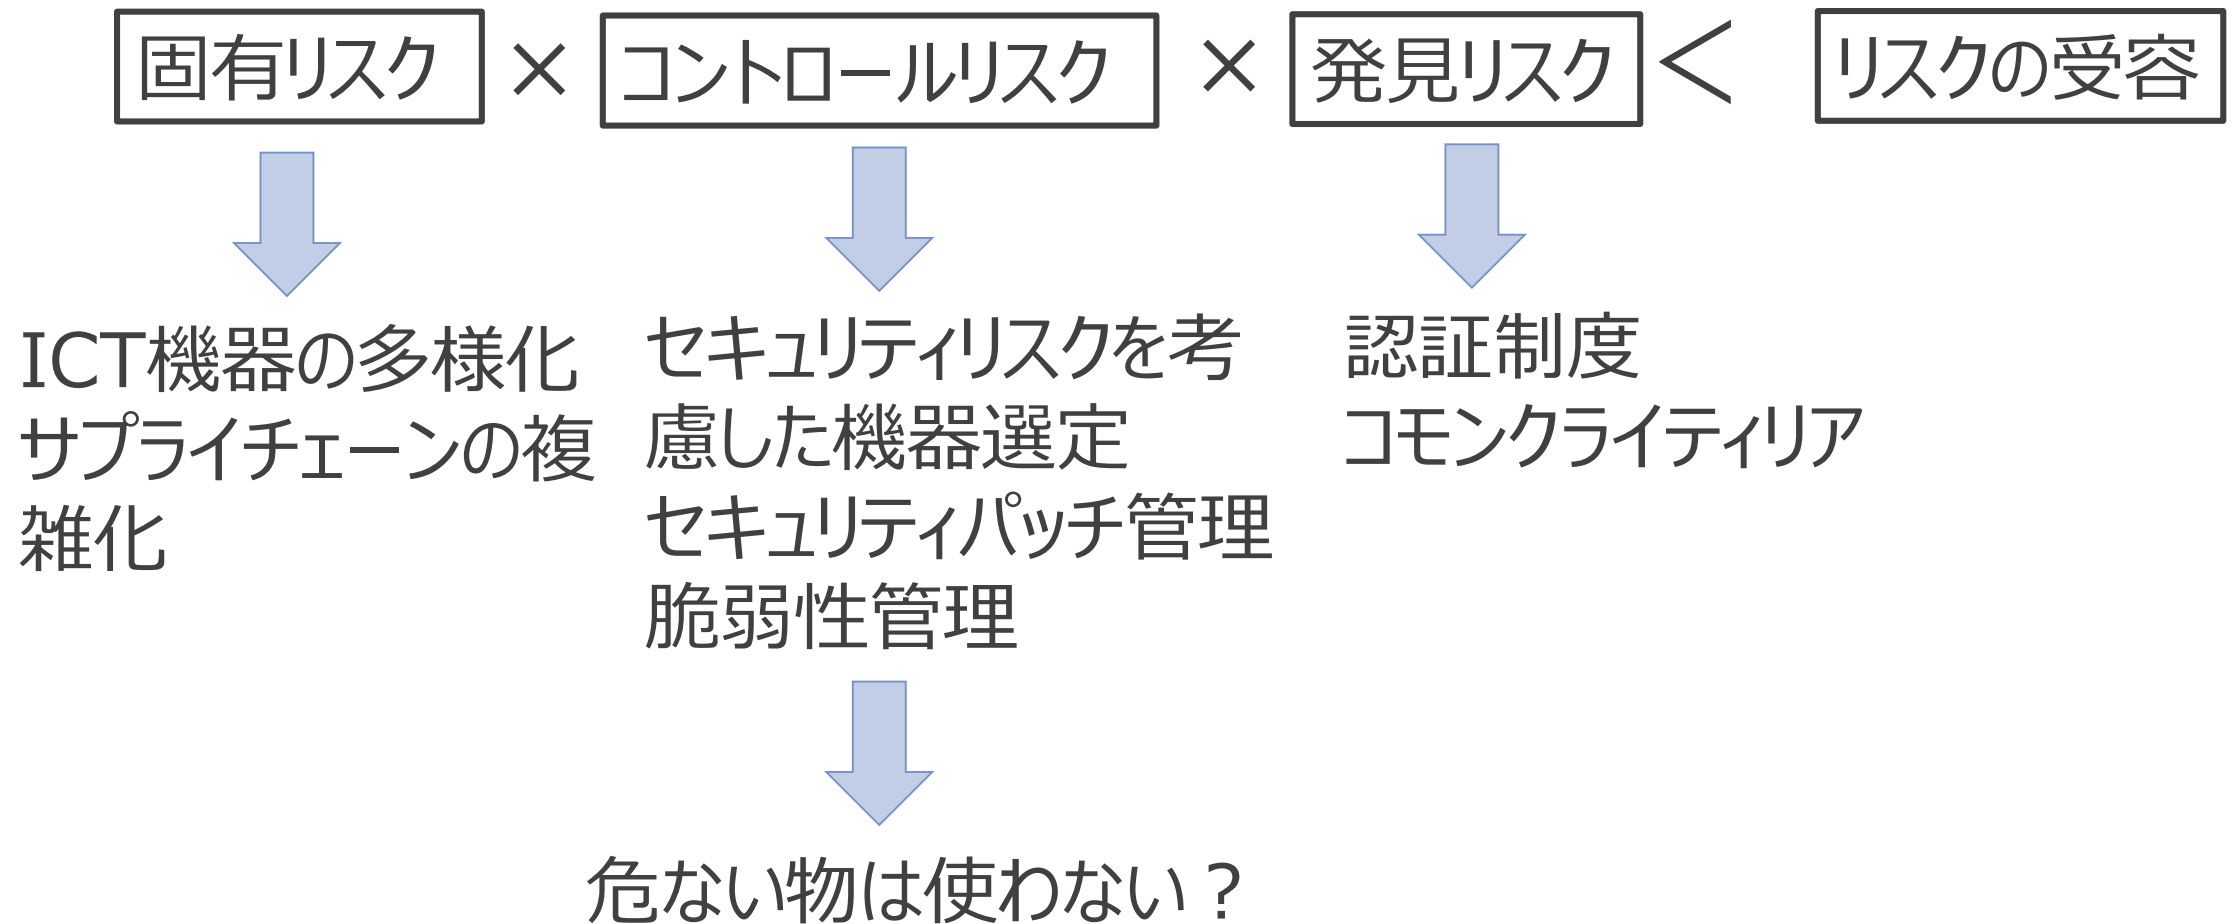 固有リスク × コントロールリスク × 発見リスク < リスクの受容
ICT機器の多様化
サプライチェーンの複
雑化
セキュリティリスクを考
慮した機器選定
セキュリティパッチ管理
脆弱性管理
認証制度
コモンクライティリア
危ない物は使わない？